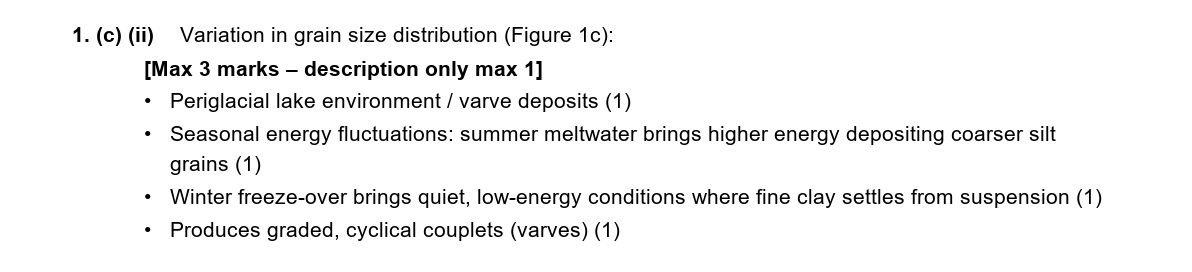 1. (c) (ii) Variation in grain size distribution (Figure 1c):
[Max 3 marks – description only max 1]
• Periglacial lake environment / varve deposits (1)
• Seasonal energy fluctuations: summer meltwater brings higher energy depositing coarser silt
grains (1)
• Winter freeze-over brings quiet, low-energy conditions where fine clay settles from suspension (1)
• Produces graded, cyclical couplets (varves) (1)